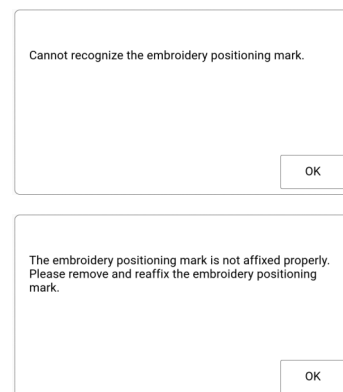 Cannot recognize the embroidery positioning mark.
OK
The embroidery positioning mark is not affixed properly.
Please remove and reaffix the embroidery positioning
mark.
OK